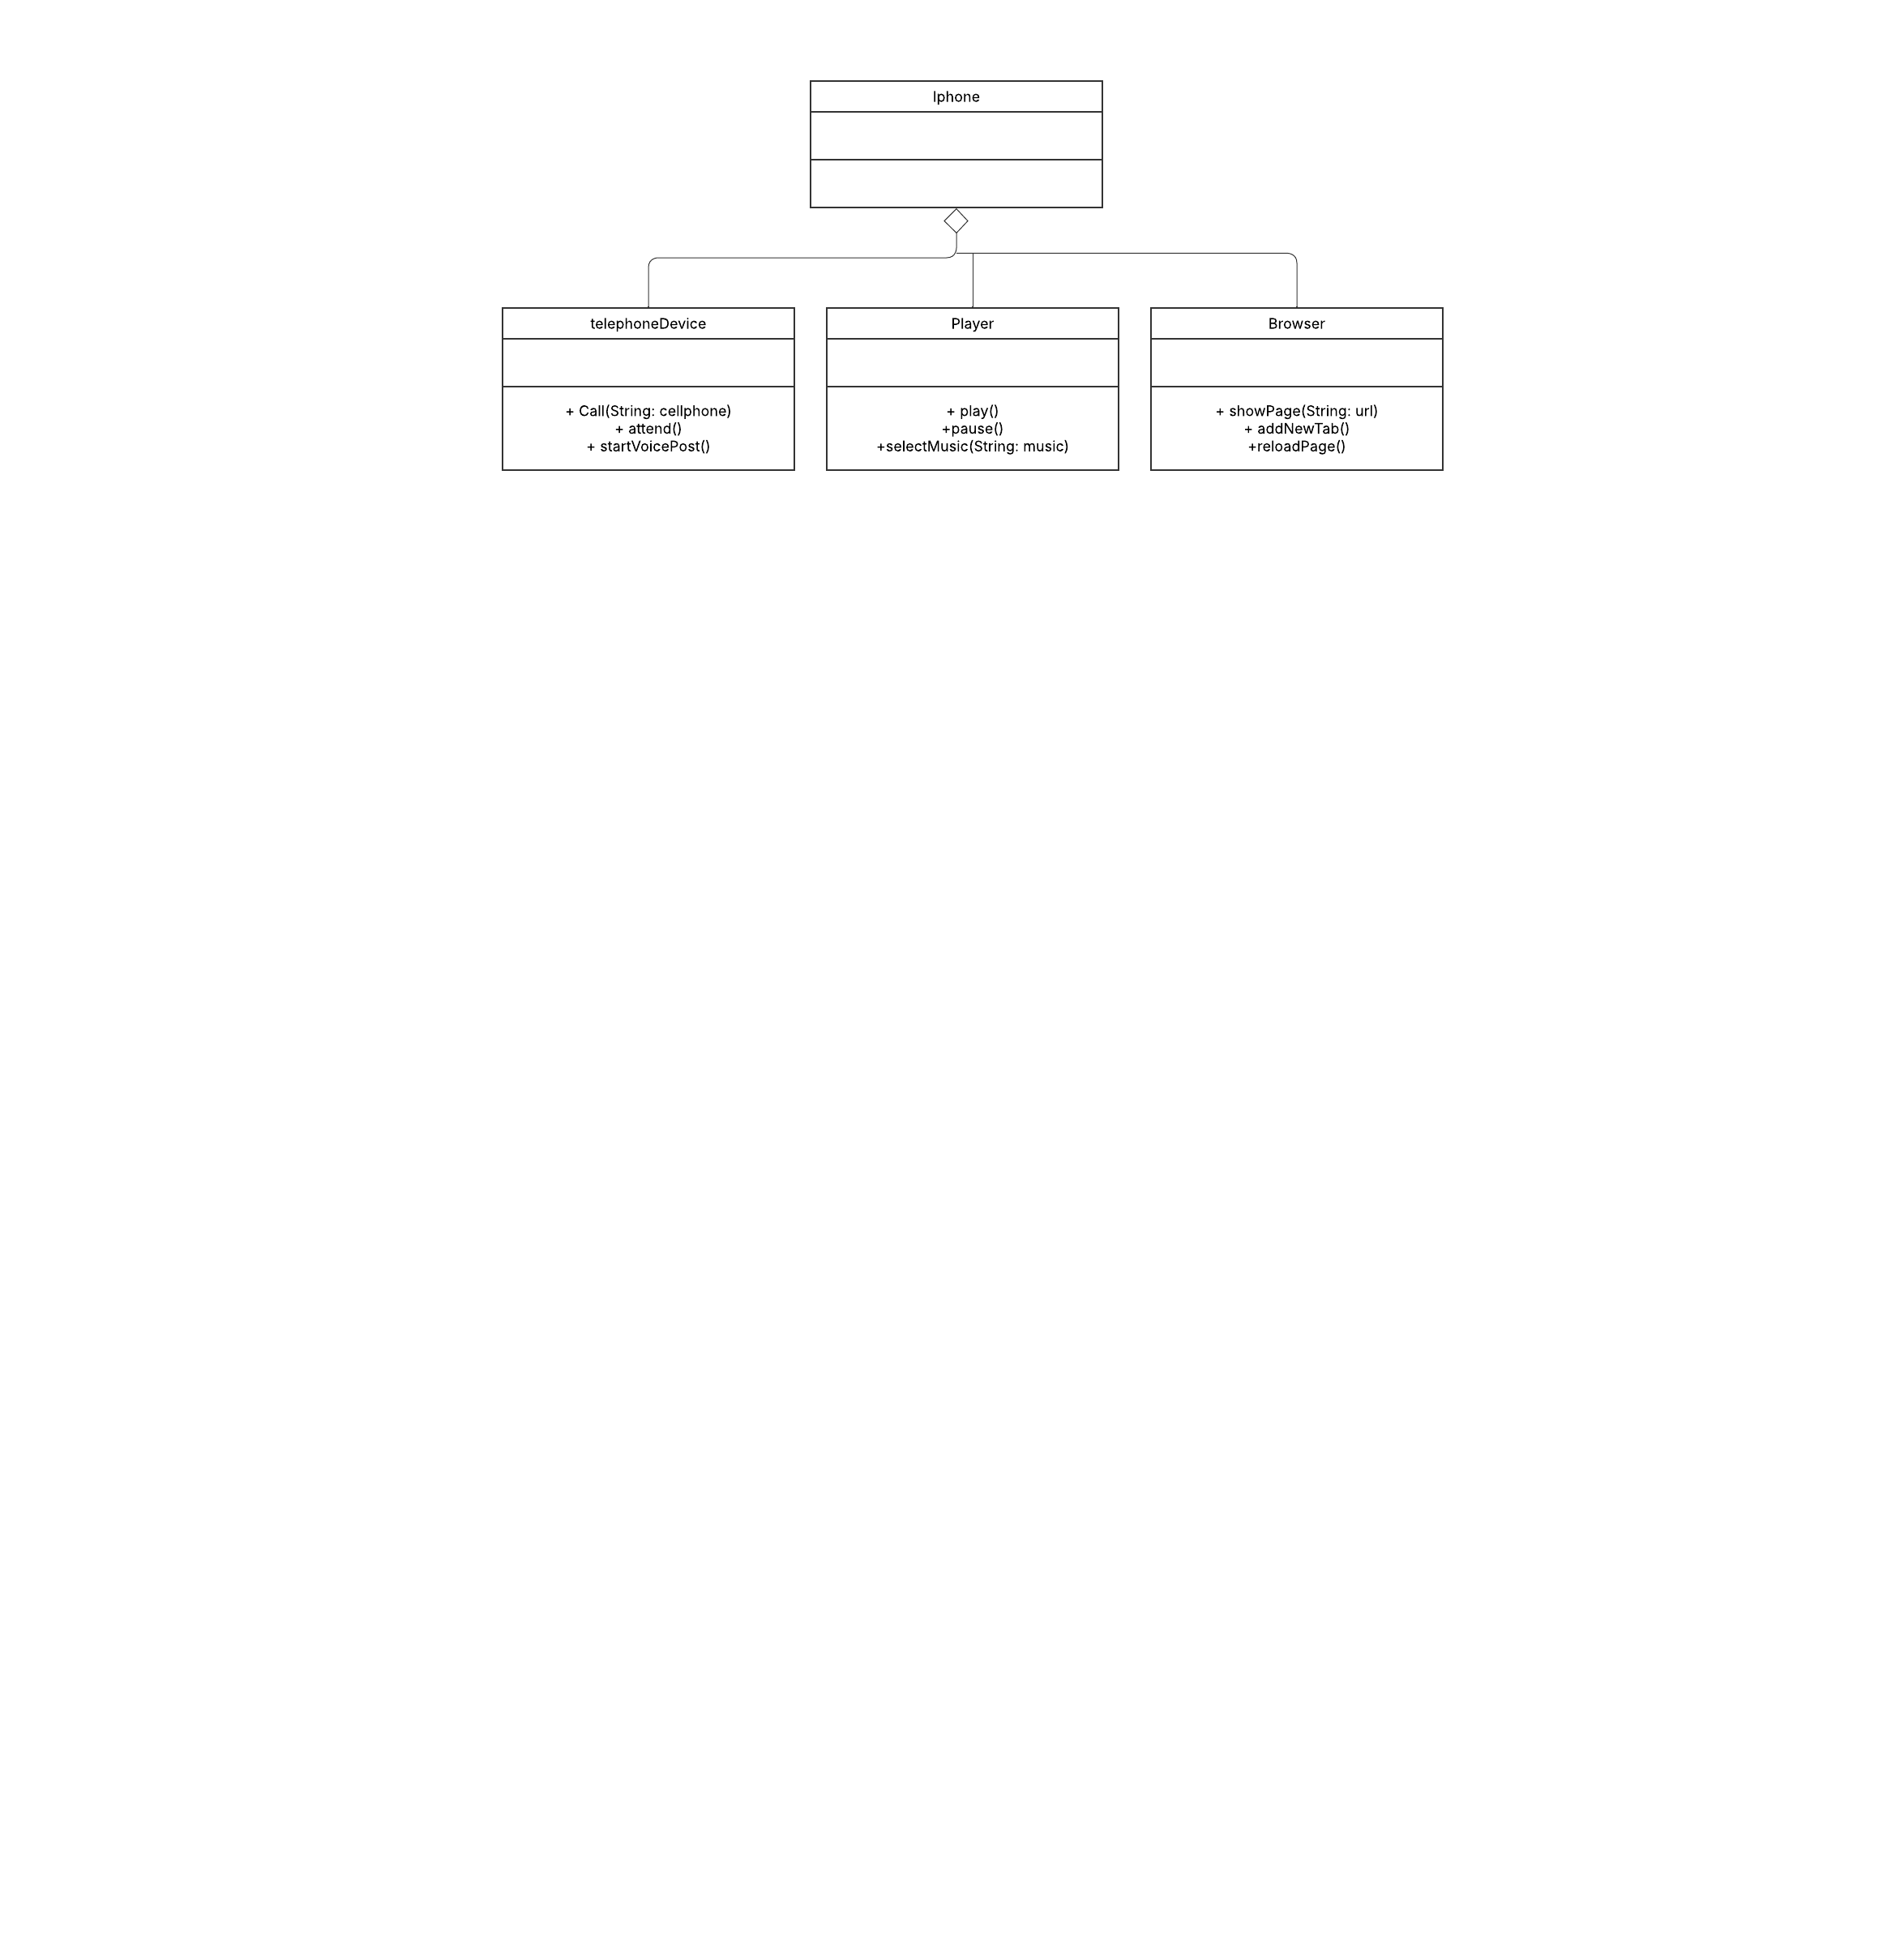 Iphone
telephoneDevice
+ Call(String: cellphone)
+ attend()
+ startVoicePost()
Player
+ play()
+pause()
+selectMusic(String: music)
Browser
+ showPage(String: url)
+ addNewTab()
+reloadPage()